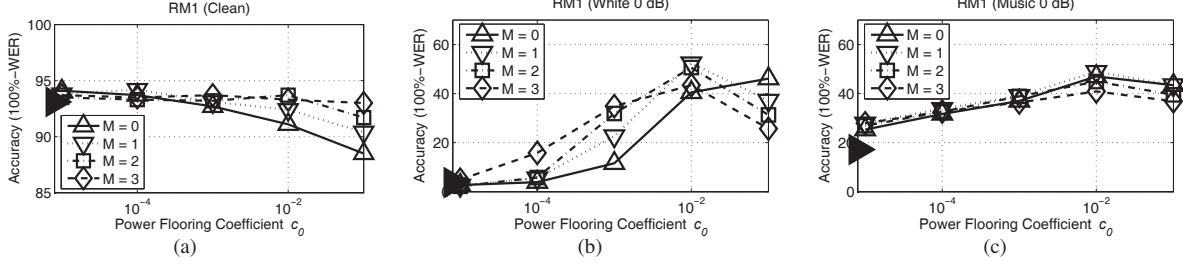 RM1 (Clean)
100
95
90
85
Accuracy (100%−WER)
M = 0
M = 1
M = 2
M = 3
10−4
10−2
Power Flooring Coefficient c0
(a)
RM1 (White 0 dB)
60
40
20
0
Accuracy (100%−WER)
M = 0
M = 1
M = 2
M = 3
10−4
10−2
Power Flooring Coefficient c0
(b)
RM1 (Music 0 dB)
60
40
20
0
Accuracy (100%−WER)
M = 0
M = 1
M = 2
M = 3
10−4
10−2
Power Flooring Coefficient c0
(c)